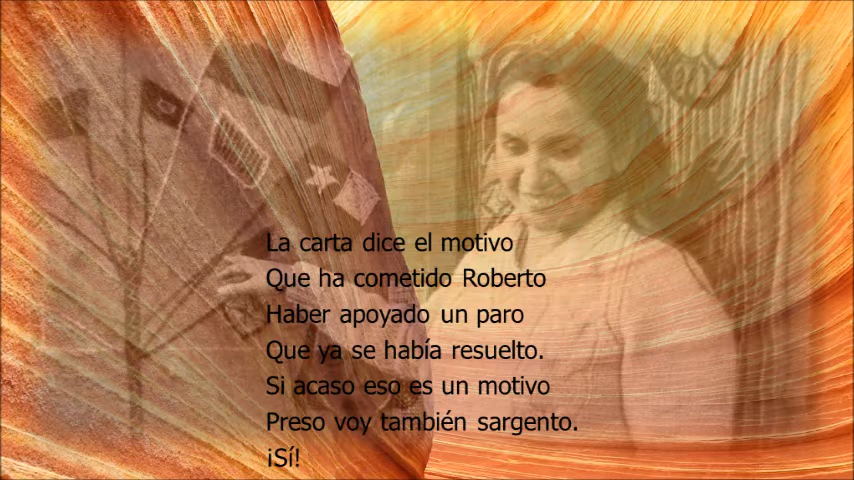 La carta dice el motivo
Que ha cometido Roberto
Haber apoyado un paro
Que ya se había resuelto.
Si acaso eso es un motivo
Preso voy también sargento.
¡Sí!